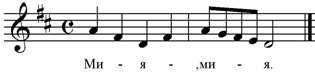 Ми - я - ,ми - я.